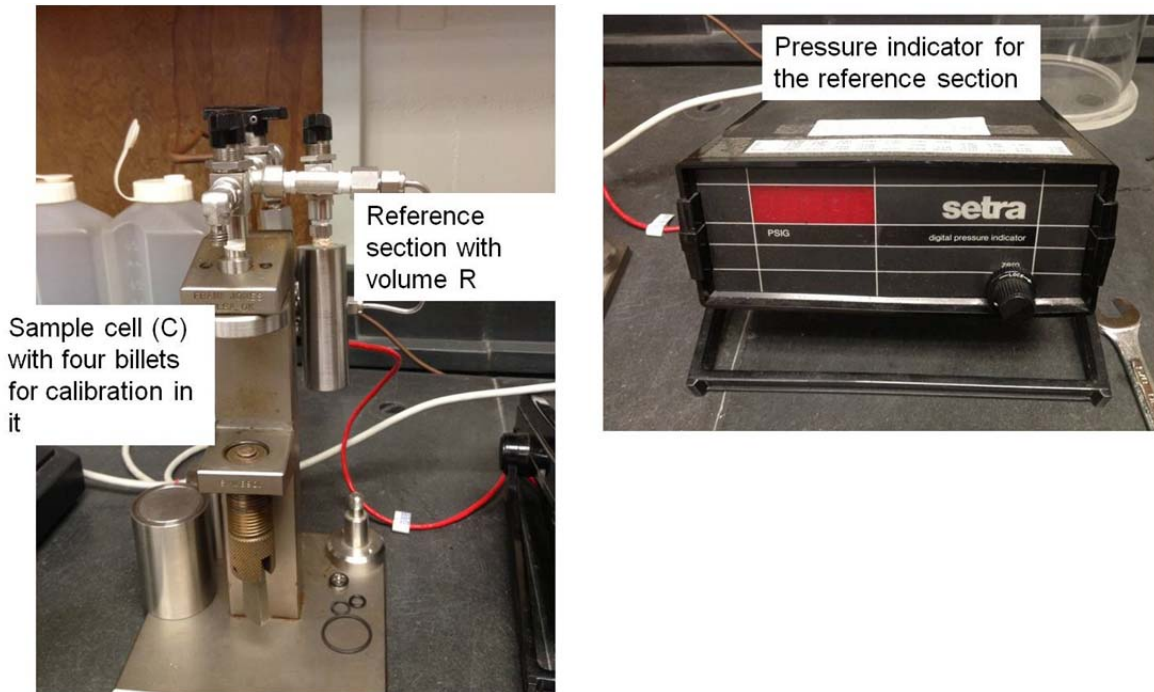 Sample cell (C)
with four billets
for calibration in
it
Reference
section with
volume R
Pressure indicator for
the reference section
setra
PSIG
digital pressure indicator
ZERO